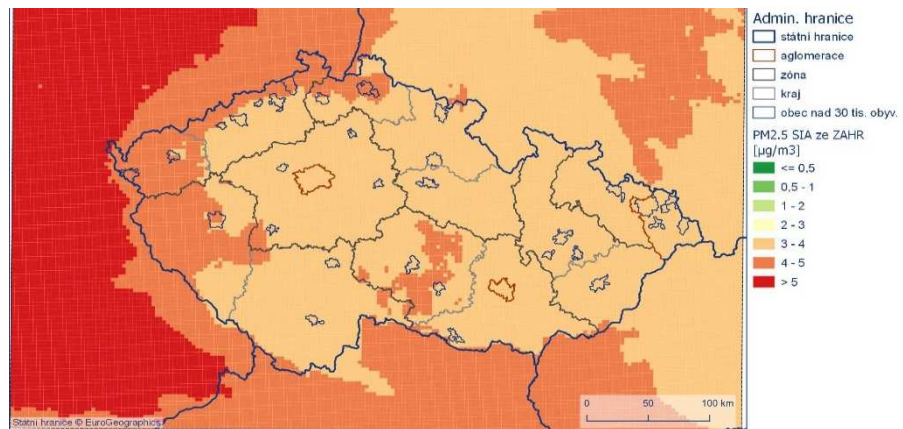 Admin. hranice
státní hranice
aglomerace
zóna
kraj
obec nad 30 tis. obyv.
PM2.5 SIA ze ZAHR
[µg/m3]
<= 0,5
0,5 - 1
1 - 2
2 - 3
3 - 4
4 - 5
> 5
0 50 100 km
Státní hranice © EuroGeographics